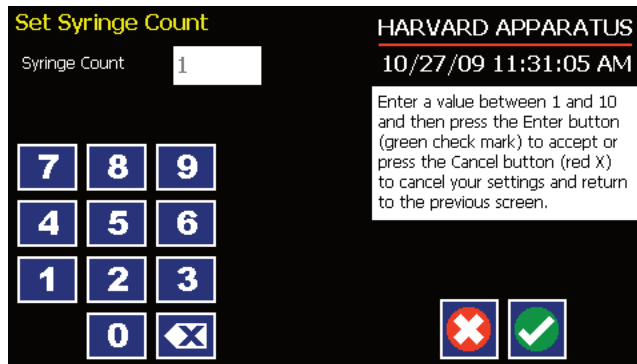 Set Syringe Count
Syringe Count 1
7 8 9
4 5 6
1 2 3
0
HARVARD APPARATUS
10/27/09 11:31:05 AM
Enter a value between 1 and 10
and then press the Enter button
(green check mark) to accept or
press the Cancel button (red X)
to cancel your settings and return
to the previous screen.